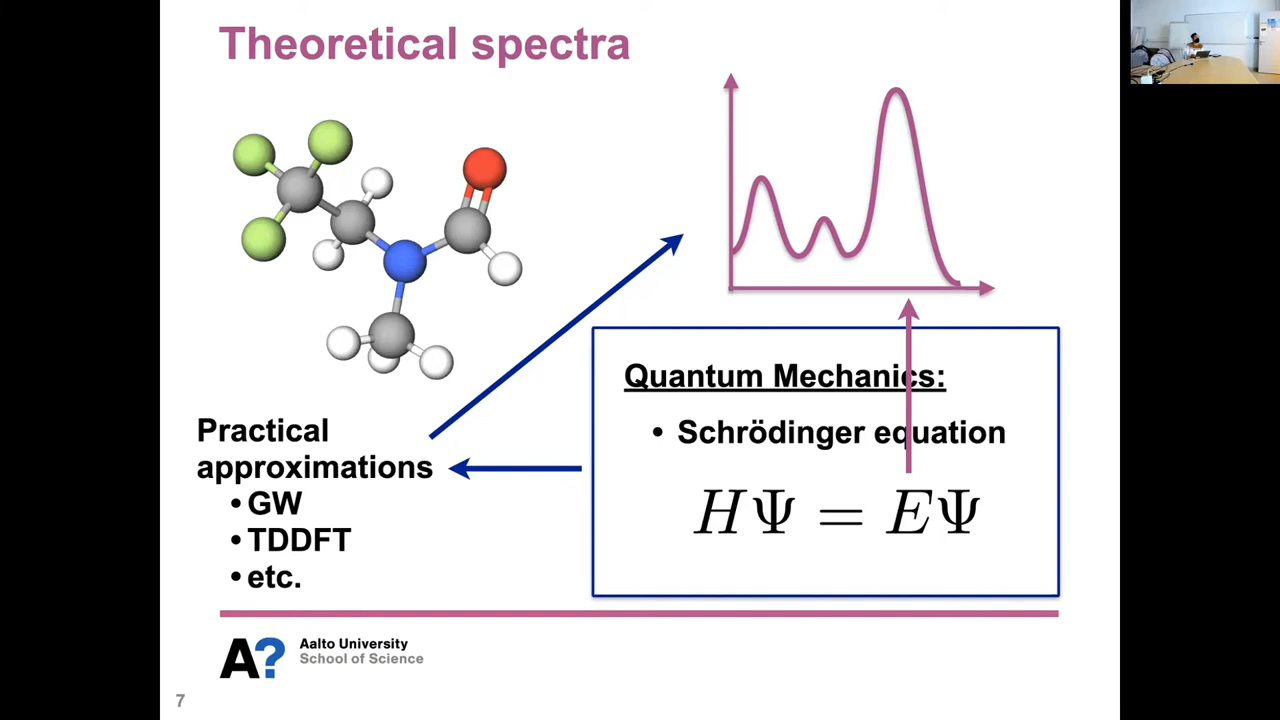 Theoretical spectra
Practical
approximations
• GW
• TDDFT
• etc.
Quantum Mechanics:
• Schrödinger equation
HΨ = EΨ
A?
Aalto University
School of Science
7